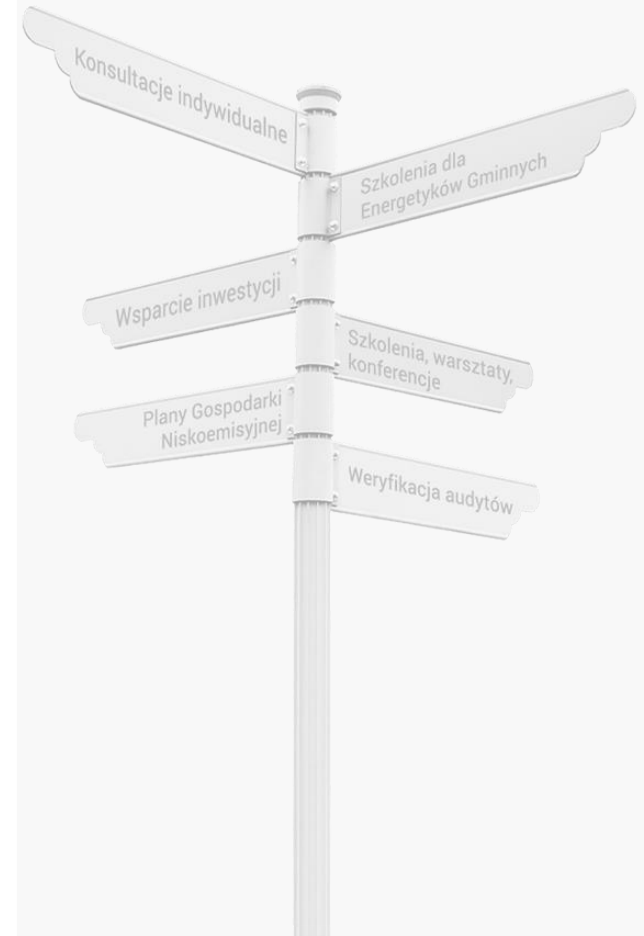 Konsultacje indywidualne
Szkolenia dla
Energetyków Gminnych
Wsparcie inwestycji
Szkolenia, warsztaty,
konferencje
Plany Gospodarki
Niskoemisyjnej
Weryfikacja audytów